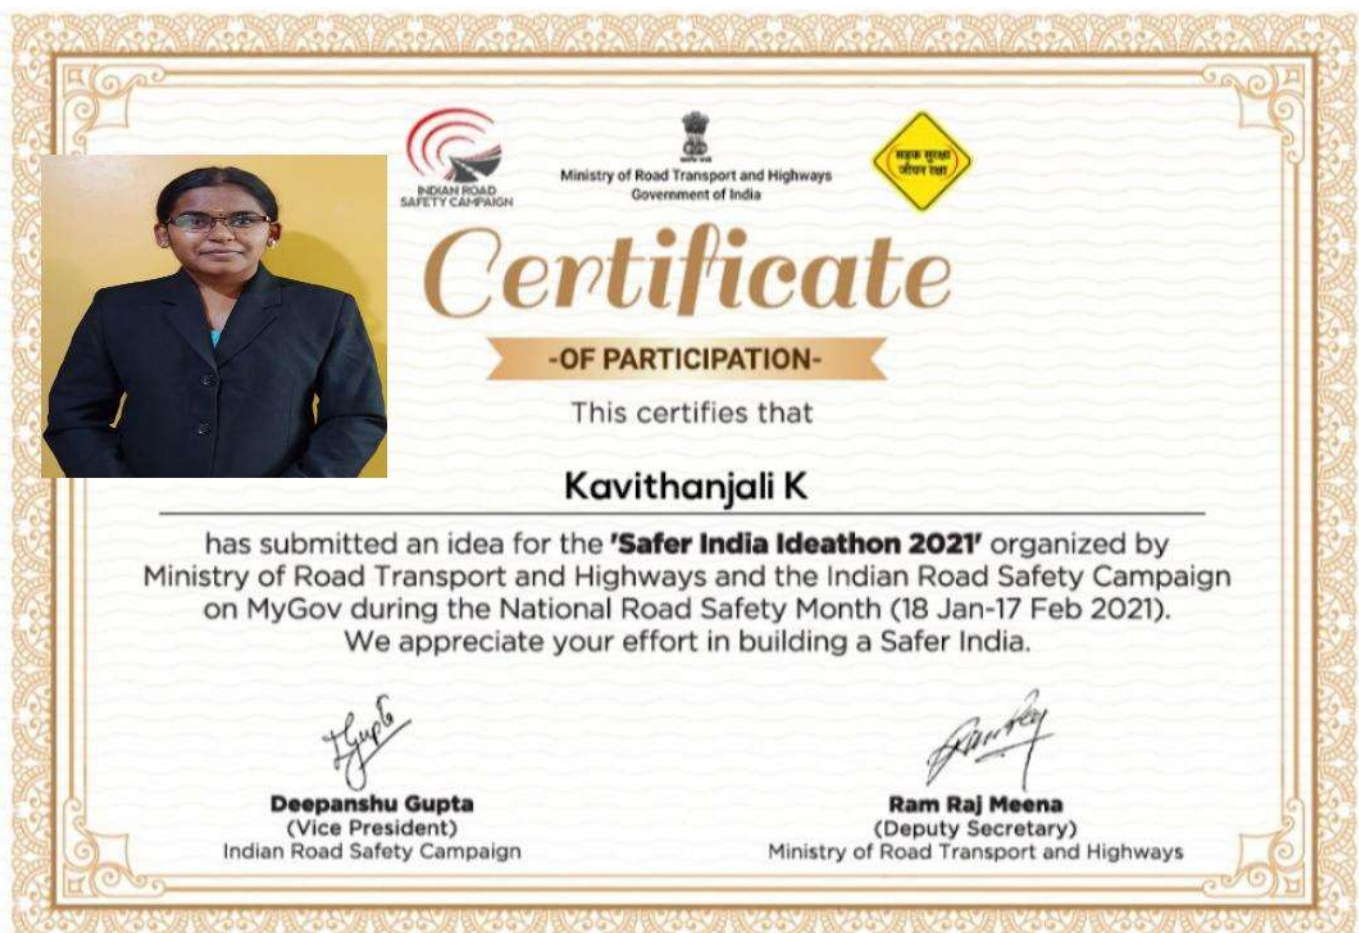 INDIAN ROAD
SAFETY CAMPAIGN
Ministry of Road Transport and Highways
Government of India
सड़क सुरक्षा
जीवन रक्षा
Certificate
-OF PARTICIPATION-
This certifies that
Kavithanjali K
has submitted an idea for the 'Safer India Ideathon 2021' organized by
Ministry of Road Transport and Highways and the Indian Road Safety Campaign
on MyGov during the National Road Safety Month (18 Jan-17 Feb 2021).
We appreciate your effort in building a Safer India.
Deepanshu Gupta
(Vice President)
Indian Road Safety Campaign
Ram Raj Meena
(Deputy Secretary)
Ministry of Road Transport and Highways